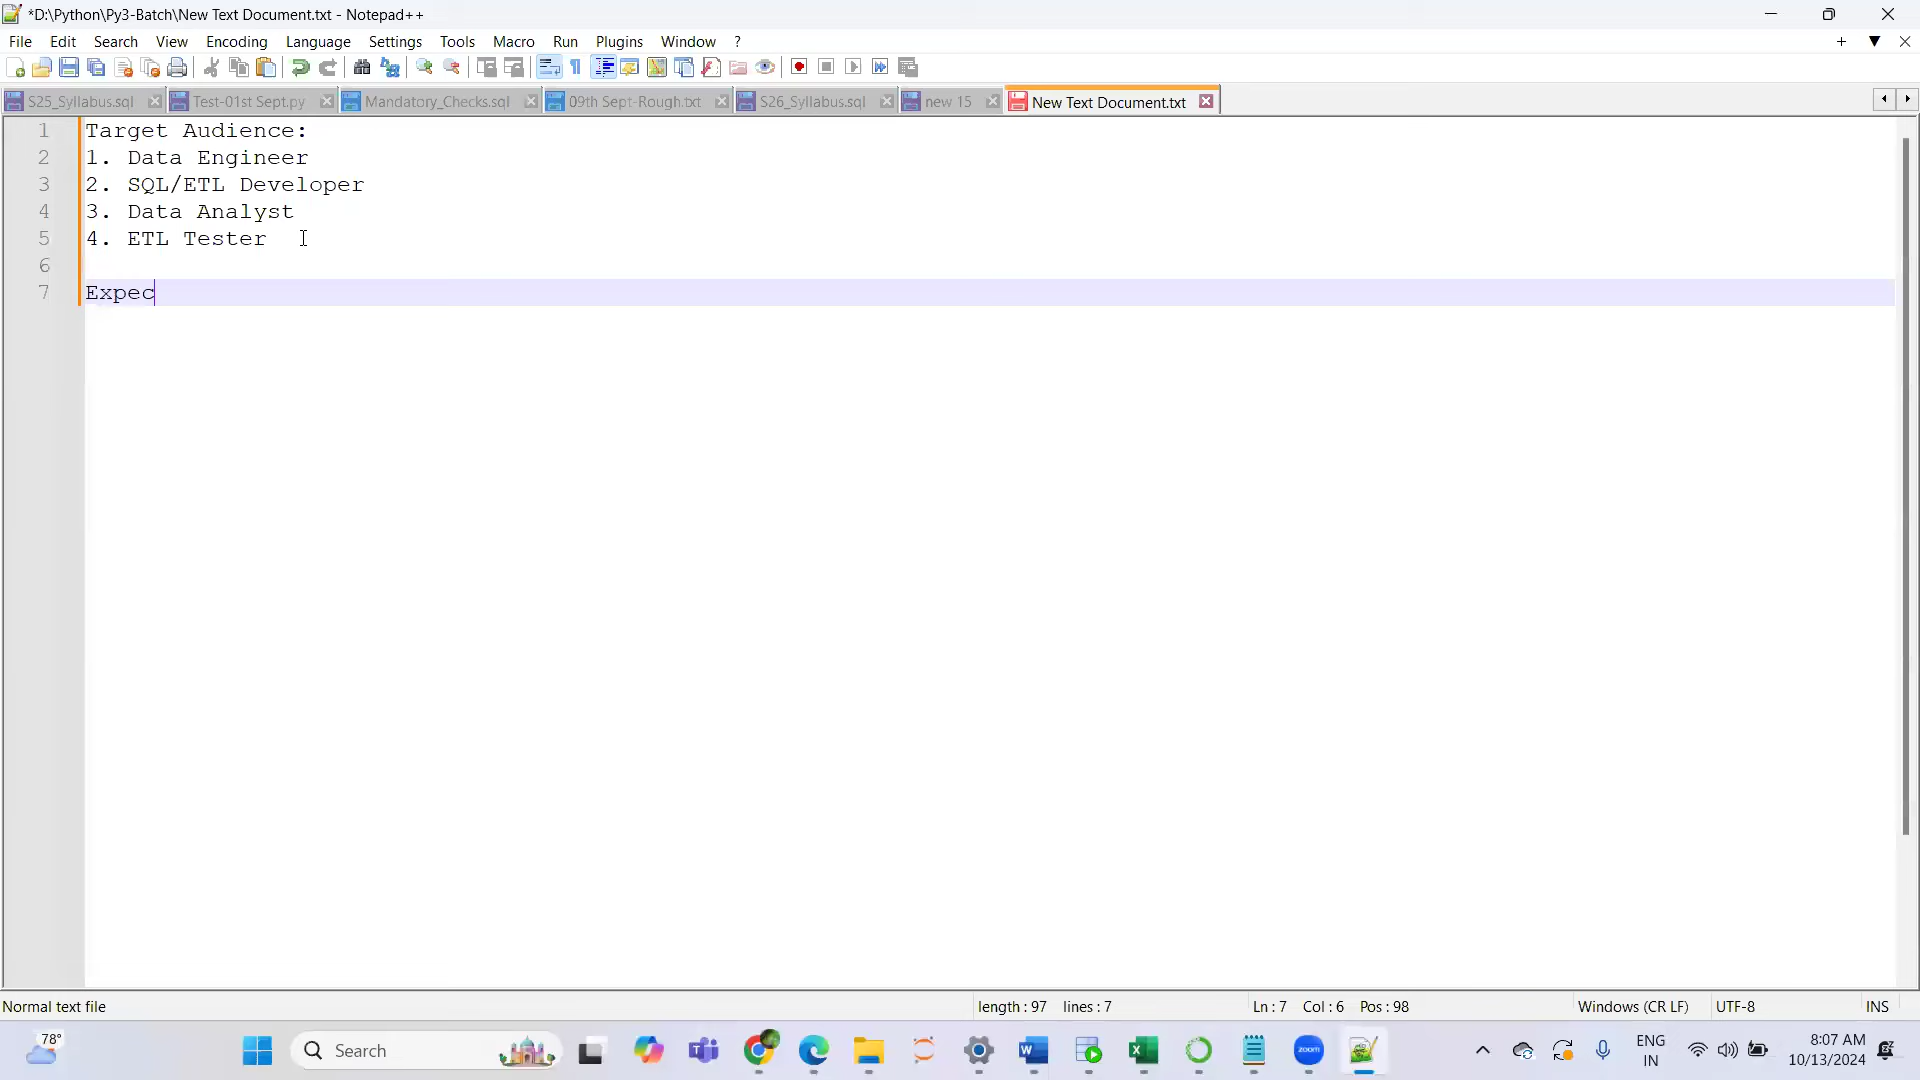 *D:\Python\Py3-Batch\New Text Document.txt - Notepad++
File Edit Search View Encoding Language Settings Tools Macro Run Plugins Window ?
S25_Syllabus.sql Test-01st Sept.py Mandatory_Checks.sql 09th Sept-Rough.txt S26_Syllabus.sql new 15 New Text Document.txt
1 Target Audience:
2 1. Data Engineer
3 2. SQL/ETL Developer
4 3. Data Analyst
5 4. ETL Tester
6
7 Expec
Normal text file length : 97 lines : 7 Ln : 7 Col : 6 Pos : 98 Windows (CR LF) UTF-8 INS
78° Search zoom ENG 8:07 AM
IN 10/13/2024